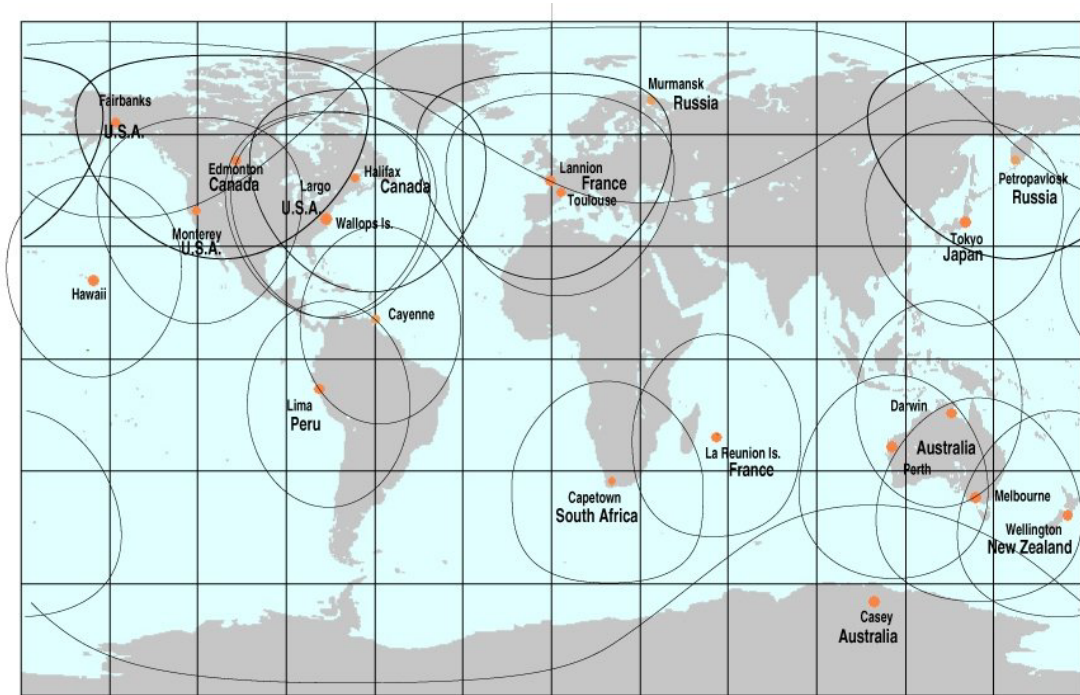 Murmansk
Russia
Fairbanks
U.S.A.
Edmonton
Canada
Halifax
Canada
Largo
U.S.A.
Wallops Is.
Monterey
U.S.A.
Lannion
France
Toulouse
Petropavlosk
Russia
Tokyo
Japan
Hawaii
Cayenne
Lima
Peru
Darwin
Australia
Perth
La Reunion Is.
France
Capetown
South Africa
Melbourne
Wellington
New Zealand
Casey
Australia